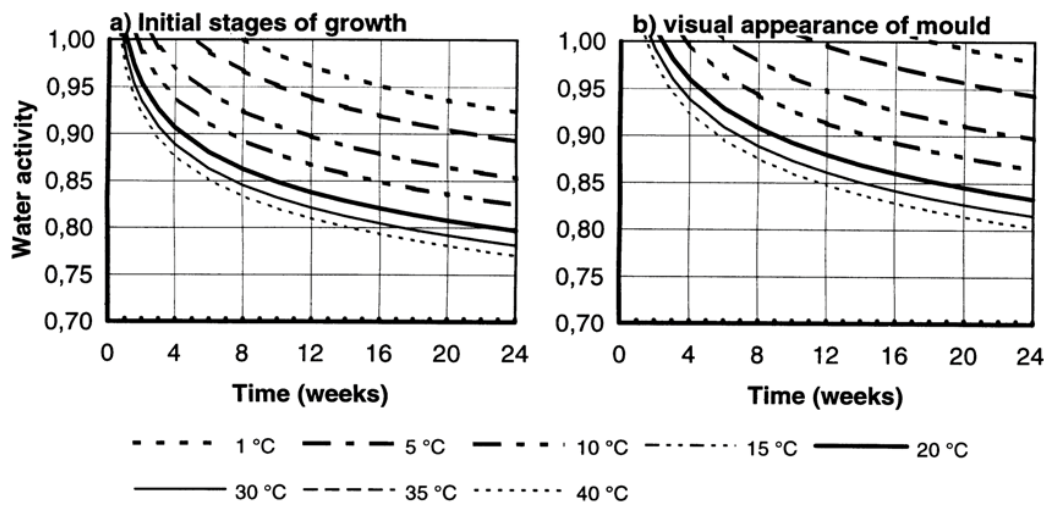 a) Initial stages of growth
b) visual appearance of mould
Water activity
1,00
0,95
0,90
0,85
0,80
0,75
0,70
0 4 8 12 16 20 24
Time (weeks)
1,00
0,95
0,90
0,85
0,80
0,75
0,70
0 4 8 12 16 20 24
Time (weeks)
1 °C 5 °C 10 °C 15 °C 20 °C
30 °C 35 °C 40 °C